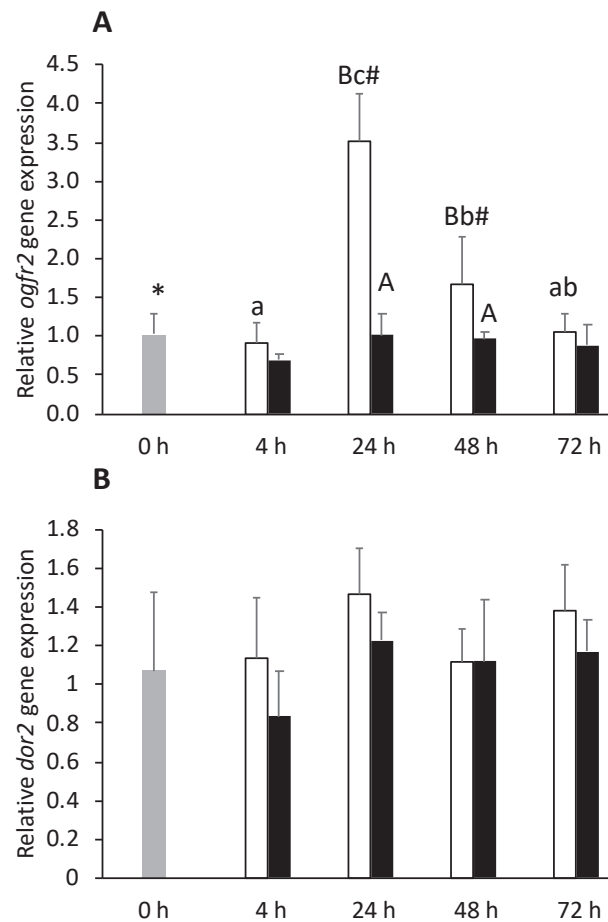 A
Relative ogfr2 gene expression
4.5
4.0
3.5
3.0
2.5
2.0
1.5
1.0
0.5
0.0
*
a
Bc#
A
Bb#
A
ab
0 h 4 h 24 h 48 h 72 h
B
Relative dor2 gene expression
1.8
1.6
1.4
1.2
1
0.8
0.6
0.4
0.2
0
0 h 4 h 24 h 48 h 72 h